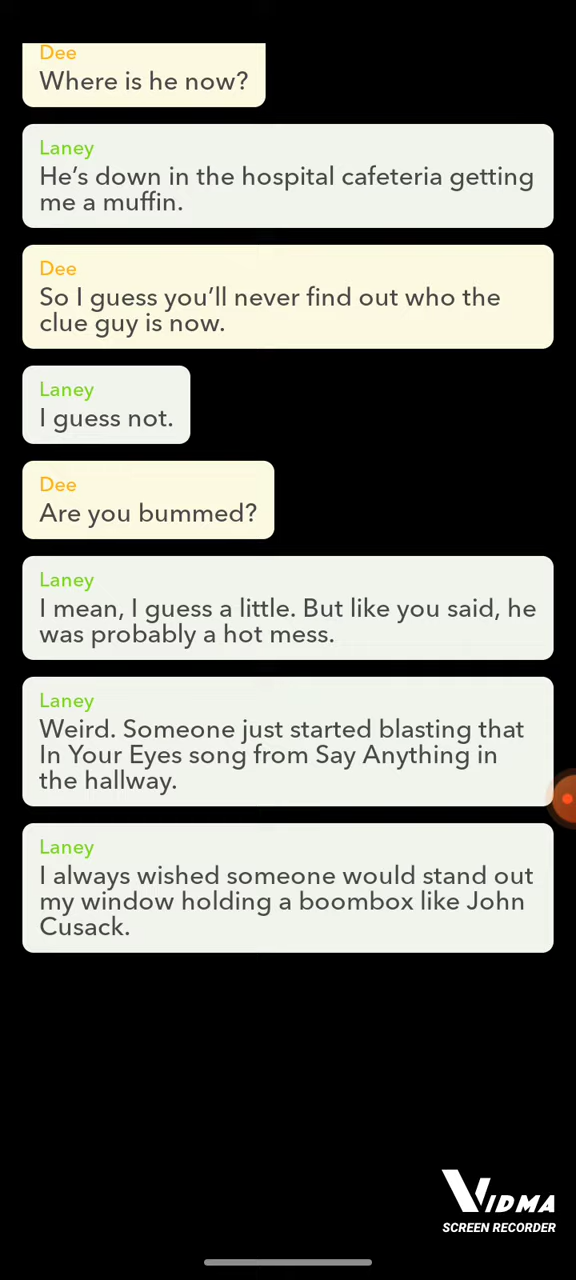 Dee
Where is he now?
Laney
He’s down in the hospital cafeteria getting
me a muffin.
Dee
So I guess you’ll never find out who the
clue guy is now.
Laney
I guess not.
Dee
Are you bummed?
Laney
I mean, I guess a little. But like you said, he
was probably a hot mess.
Laney
Weird. Someone just started blasting that
In Your Eyes song from Say Anything in
the hallway.
Laney
I always wished someone would stand out
my window holding a boombox like John
Cusack.
VIDMA
SCREEN RECORDER